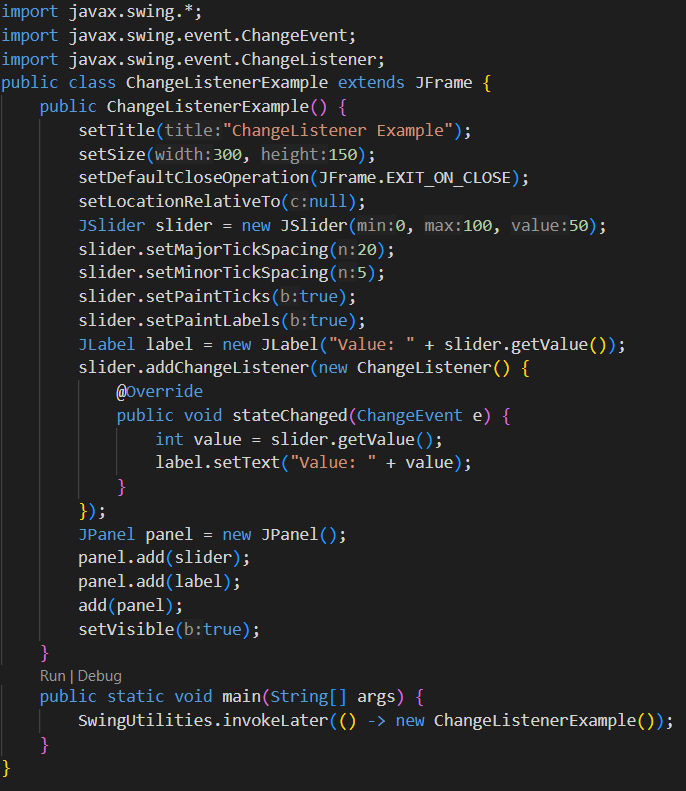 import javax.swing.*;
import javax.swing.event.ChangeEvent;
import javax.swing.event.ChangeListener;
public class ChangeListenerExample extends JFrame {
    public ChangeListenerExample() {
        setTitle(title:"ChangeListener Example");
        setSize(width:300, height:150);
        setDefaultCloseOperation(JFrame.EXIT_ON_CLOSE);
        setLocationRelativeTo(c:null);
        JSlider slider = new JSlider(min:0, max:100, value:50);
        slider.setMajorTickSpacing(n:20);
        slider.setMinorTickSpacing(n:5);
        slider.setPaintTicks(b:true);
        slider.setPaintLabels(b:true);
        JLabel label = new JLabel("Value: " + slider.getValue());
        slider.addChangeListener(new ChangeListener() {
            @Override
            public void stateChanged(ChangeEvent e) {
                int value = slider.getValue();
                label.setText("Value: " + value);
            }
        });
        JPanel panel = new JPanel();
        panel.add(slider);
        panel.add(label);
        add(panel);
        setVisible(b:true);
    }
    Run | Debug
    public static void main(String[] args) {
        SwingUtilities.invokeLater(() -> new ChangeListenerExample());
    }
}